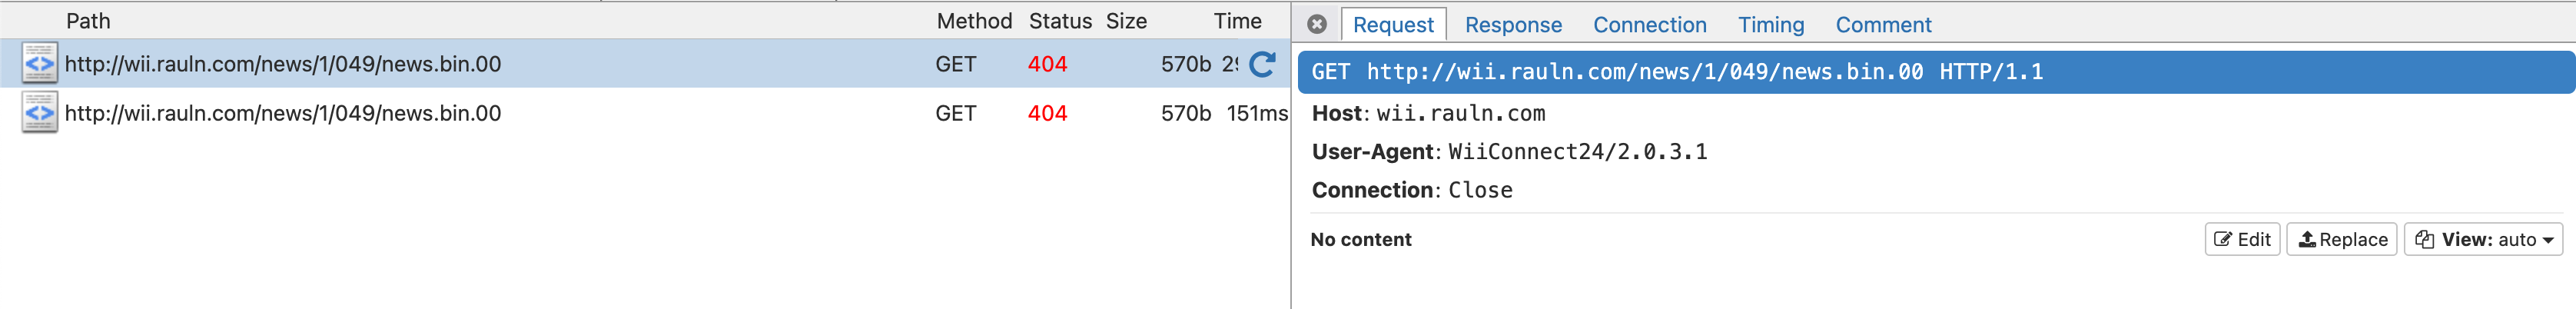 Path Method Status Size Time
http://wii.rauln.com/news/1/049/news.bin.00 GET 404 570b
http://wii.rauln.com/news/1/049/news.bin.00 GET 404 570b 151ms
Request Response Connection Timing Comment
GET http://wii.rauln.com/news/1/049/news.bin.00 HTTP/1.1
Host: wii.rauln.com
User-Agent: WiiConnect24/2.0.3.1
Connection: Close
No content Edit Replace View: auto